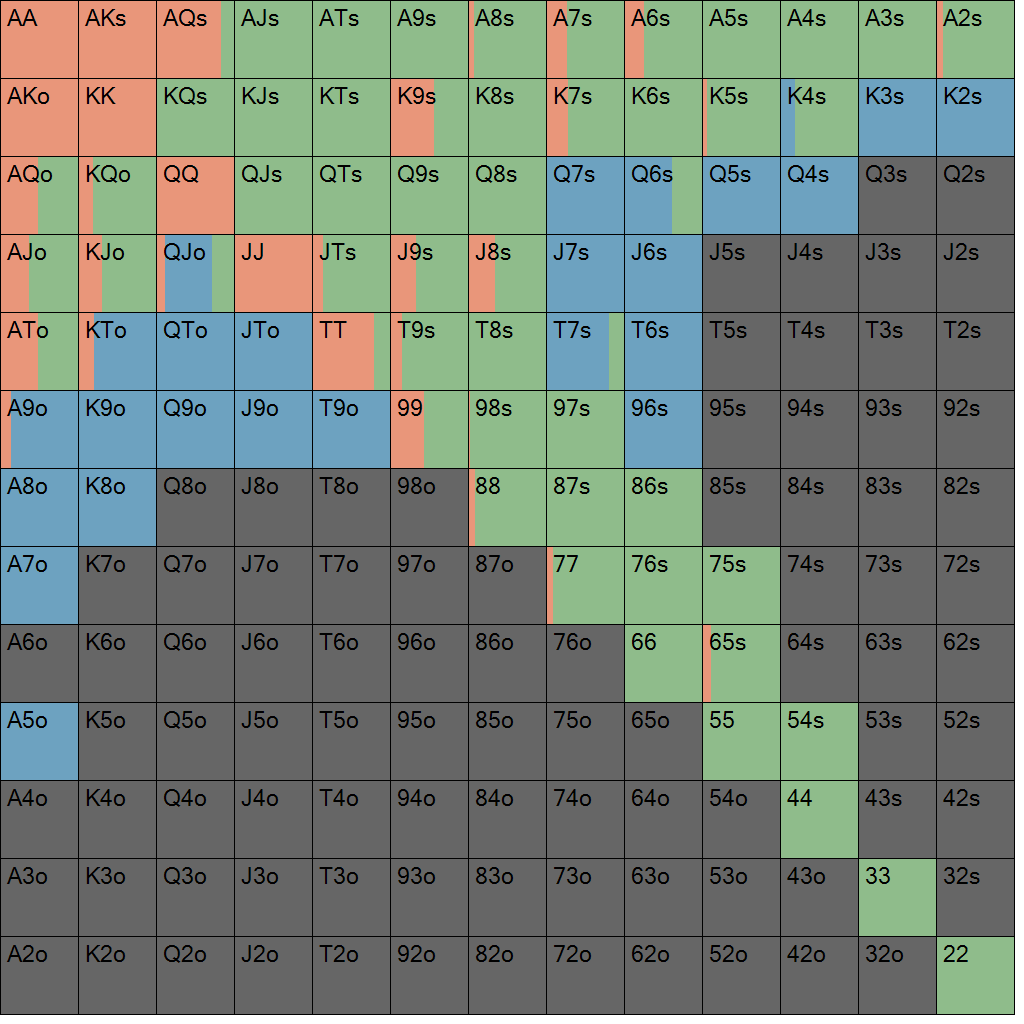 AA AKs AQs AJs ATs A9s A8s A7s A6s A5s A4s A3s A2s
AKo KK KQs KJs KTs K9s K8s K7s K6s K5s K4s K3s K2s
AQo KQo QQ QJs QTs Q9s Q8s Q7s Q6s Q5s Q4s Q3s Q2s
AJo KJo QJo JJ JTs J9s J8s J7s J6s J5s J4s J3s J2s
ATo KTo QTo JTo TT T9s T8s T7s T6s T5s T4s T3s T2s
A9o K9o Q9o J9o T9o 99 98s 97s 96s 95s 94s 93s 92s
A8o K8o Q8o J8o T8o 98o 88 87s 86s 85s 84s 83s 82s
A7o K7o Q7o J7o T7o 97o 87o 77 76s 75s 74s 73s 72s
A6o K6o Q6o J6o T6o 96o 86o 76o 66 65s 64s 63s 62s
A5o K5o Q5o J5o T5o 95o 85o 75o 65o 55 54s 53s 52s
A4o K4o Q4o J4o T4o 94o 84o 74o 64o 54o 44 43s 42s
A3o K3o Q3o J3o T3o 93o 83o 73o 63o 53o 43o 33 32s
A2o K2o Q2o J2o T2o 92o 82o 72o 62o 52o 42o 32o 22